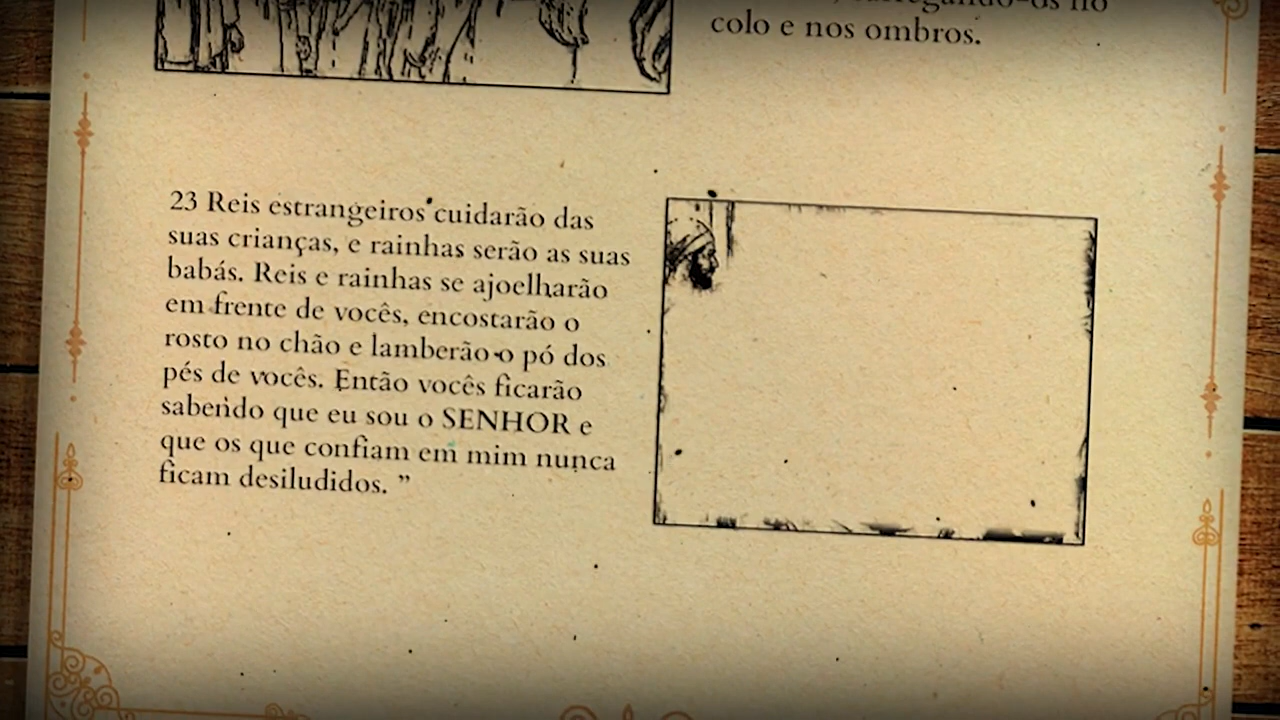 colo e nos ombros.
23 Reis estrangeiros cuidarão das
suas crianças, e rainhas serão as suas
babás. Reis e rainhas se ajoelharão
em frente de vocês, encostarão o
rosto no chão e lamberão o pó dos
pés de vocês. Então vocês ficarão
sabendo que eu sou o SENHOR e
que os que confiam em mim nunca
ficam desiludidos. ”